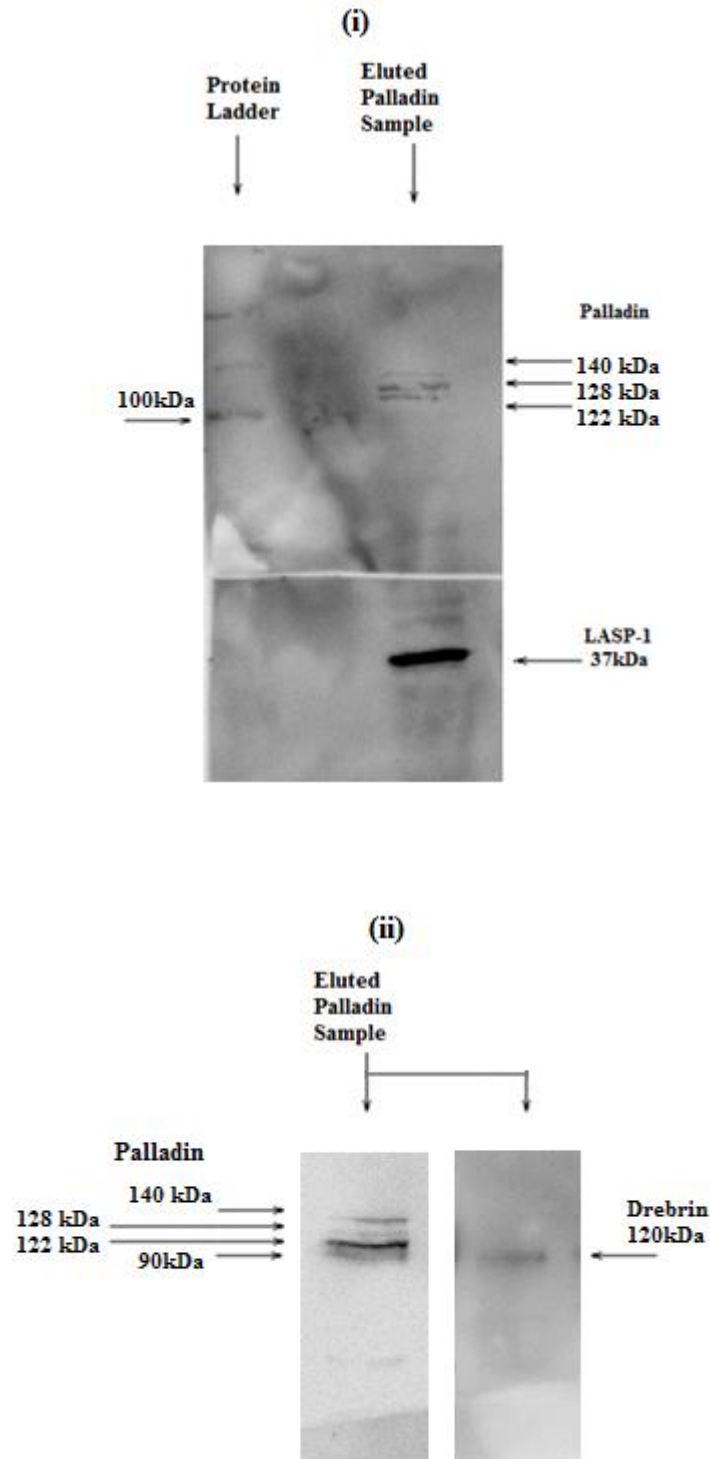 (i)
Protein
Ladder
Eluted
Palladin
Sample
Palladin
140 kDa
128 kDa
122 kDa
100kDa
LASP-1
37kDa
(ii)
Eluted
Palladin
Sample
Palladin
140 kDa
128 kDa
122 kDa
90kDa
Drebrin
120kDa